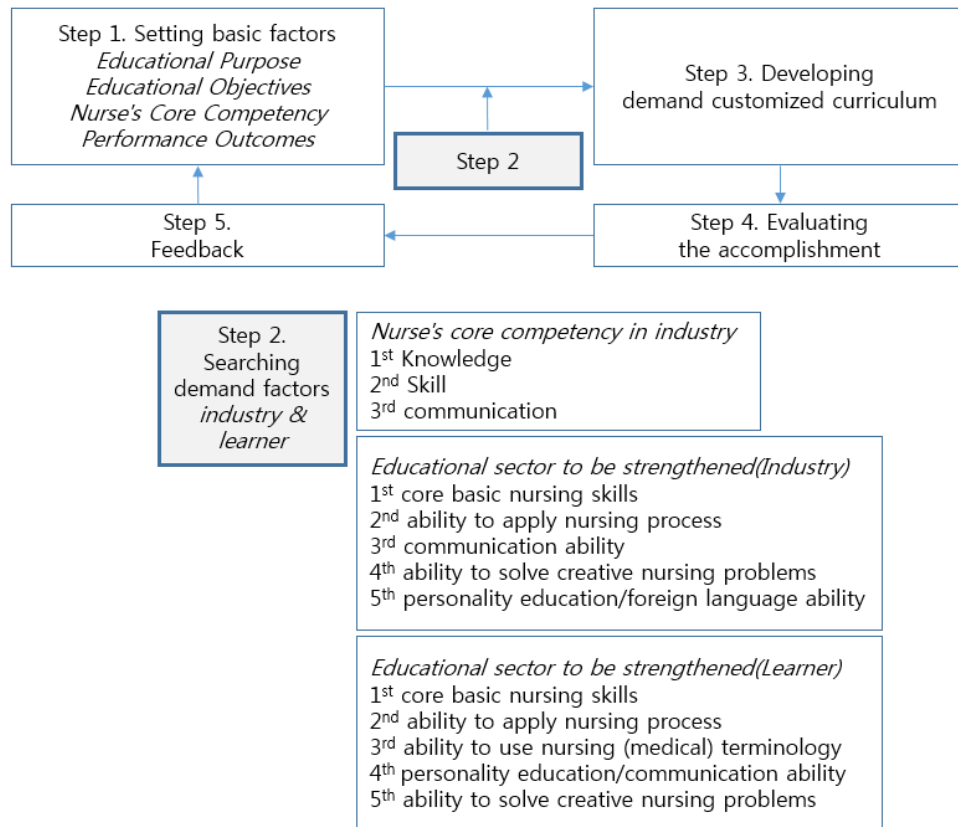 Step 1. Setting basic factors
Educational Purpose
Educational Objectives
Nurse's Core Competency
Performance Outcomes
Step 2
Step 3. Developing
demand customized curriculum
Step 4. Evaluating
the accomplishment
Step 5.
Feedback
Step 2.
Searching
demand factors
industry &
learner
Nurse's core competency in industry
1st Knowledge
2nd Skill
3rd communication
Educational sector to be strengthened(Industry)
1st core basic nursing skills
2nd ability to apply nursing process
3rd communication ability
4th ability to solve creative nursing problems
5th personality education/foreign language ability
Educational sector to be strengthened(Learner)
1st core basic nursing skills
2nd ability to apply nursing process
3rd ability to use nursing (medical) terminology
4th personality education/communication ability
5th ability to solve creative nursing problems